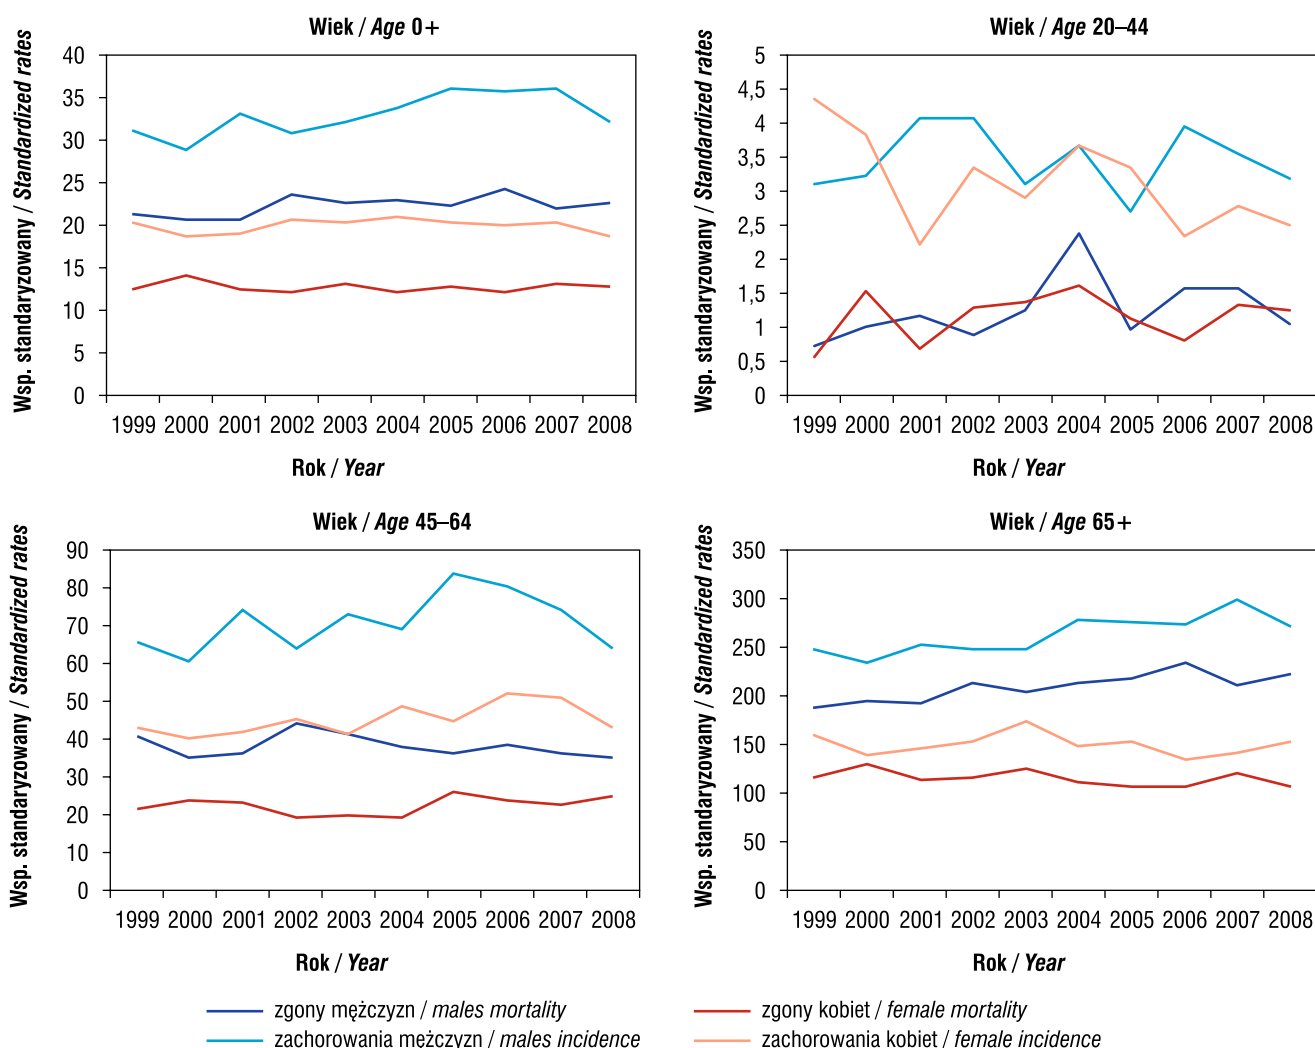 Wiek / Age 0+
Wsp. standaryzowany / Standardized rates
40
35
30
25
20
15
10
5
0
1999 2000 2001 2002 2003 2004 2005 2006 2007 2008
Rok / Year
Wiek / Age 20–44
Wsp. standaryzowany / Standardized rates
5
4,5
4
3,5
3
2,5
2
1,5
1
0,5
0
1999 2000 2001 2002 2003 2004 2005 2006 2007 2008
Rok / Year
Wiek / Age 45–64
Wsp. standaryzowany / Standardized rates
90
80
70
60
50
40
30
20
10
0
1999 2000 2001 2002 2003 2004 2005 2006 2007 2008
Rok / Year
Wiek / Age 65+
Wsp. standaryzowany / Standardized rates
350
300
250
200
150
100
50
0
1999 2000 2001 2002 2003 2004 2005 2006 2007 2008
Rok / Year
zgony mężczyzn / males mortality
zgony kobiet / female mortality
zachorowania mężczyzn / males incidence
zachorowania kobiet / female incidence